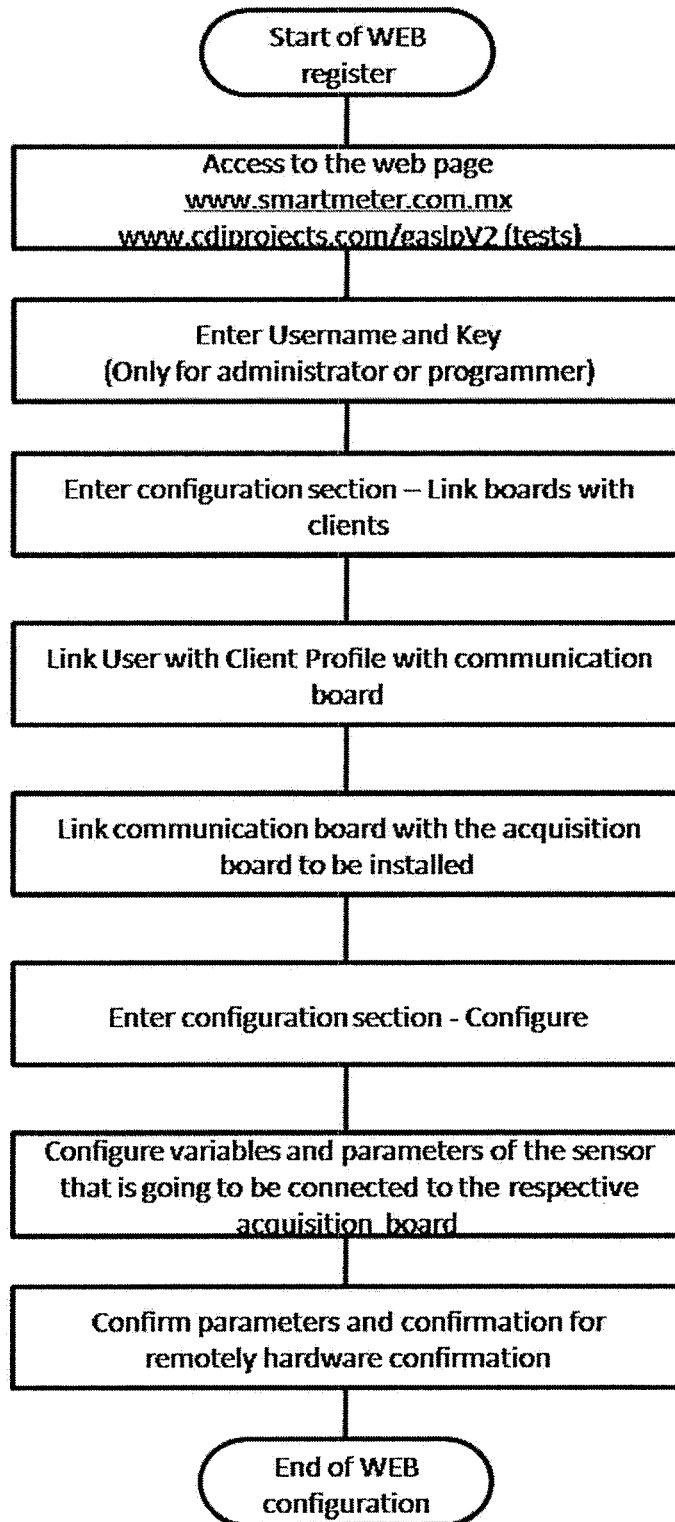 Start of WEB
register
Access to the web page
www.smartmeter.com.mx
www.cdiprojects.com/gaslpV2 (tests)
Enter Username and Key
(Only for administrator or programmer)
Enter configuration section – Link boards with
clients
Link User with Client Profile with communication
board
Link communication board with the acquisition
board to be installed
Enter configuration section - Configure
Configure variables and parameters of the sensor
that is going to be connected to the respective
acquisition board
Confirm parameters and confirmation for
remotely hardware confirmation
End of WEB
configuration